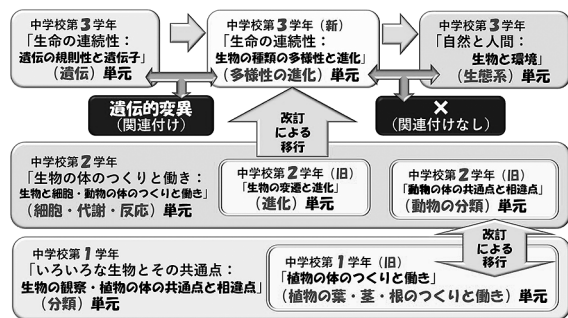 中学校第3学年
「生命の連続性：
遺伝の規則性と遺伝子」
（遺伝）単元
中学校第3学年（新）
「生命の連続性：
生物の種類の多様性と進化」
（多様性の進化）単元
中学校第3学年
「自然と人間：
生物と環境」
（生態系）単元
遺伝的変異
（関連付け）
改訂
による
移行
×
（関連付けなし）
中学校第2学年
「生物の体のつくりと働き：
生物と細胞・動物の体のつくりと働き」
（細胞・代謝・反応）単元
中学校第2学年（旧）
「生物の変遷と進化」
（進化）単元
中学校第2学年（旧）
「動物の体の共通点と相違点」
（動物の分類）単元
改訂
による
移行
中学校第1学年
「いろいろな生物とその共通点：
生物の観察・植物の体の共通点と相違点」
（分類）単元
中学校第1学年（旧）
「植物の体のつくりと働き」
（植物の葉・茎・根のつくりと働き）単元